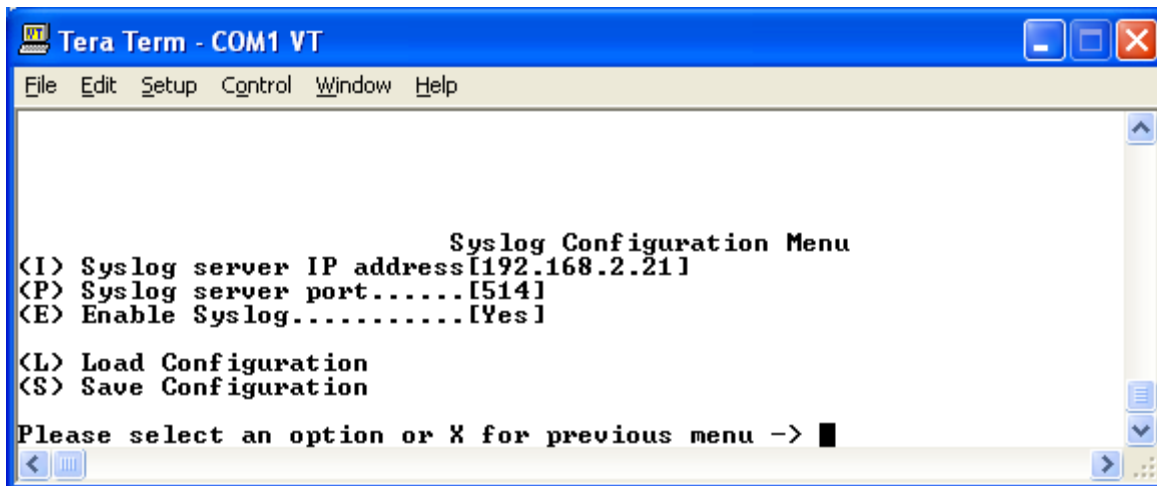 Tera Term - COM1 VT
File Edit Setup Control Window Help
Syslog Configuration Menu
(I) Syslog server IP address[192.168.2.21]
(P) Syslog server port......[514]
(E) Enable Syslog...........[Yes]
(L) Load Configuration
(S) Save Configuration
Please select an option or X for previous menu ->